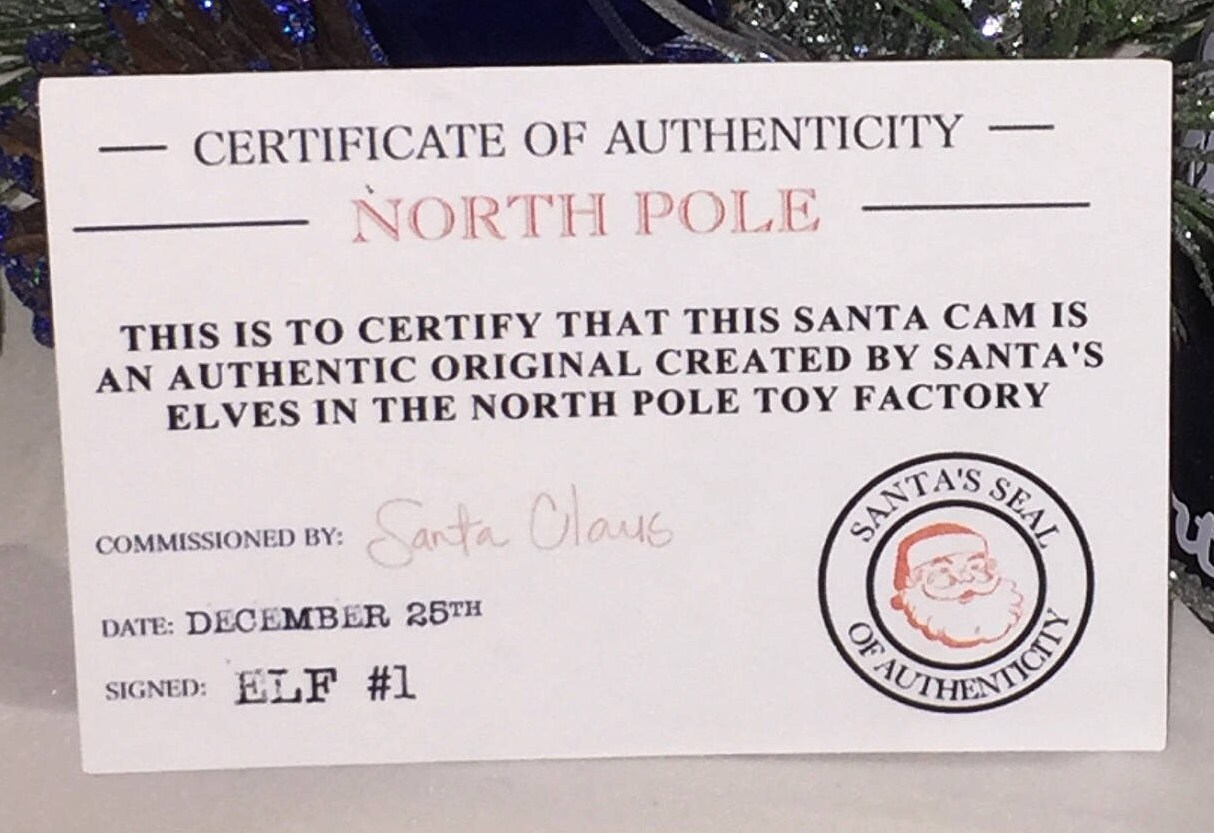 CERTIFICATE OF AUTHENTICITY
NORTH POLE
THIS IS TO CERTIFY THAT THIS SANTA CAM IS
AN AUTHENTIC ORIGINAL CREATED BY SANTA'S
ELVES IN THE NORTH POLE TOY FACTORY
COMMISSIONED BY: Santa Claus
DATE: DECEMBER 25TH
SIGNED: ELF #1
SANTA'S SEAL
OF AUTHENTICITY